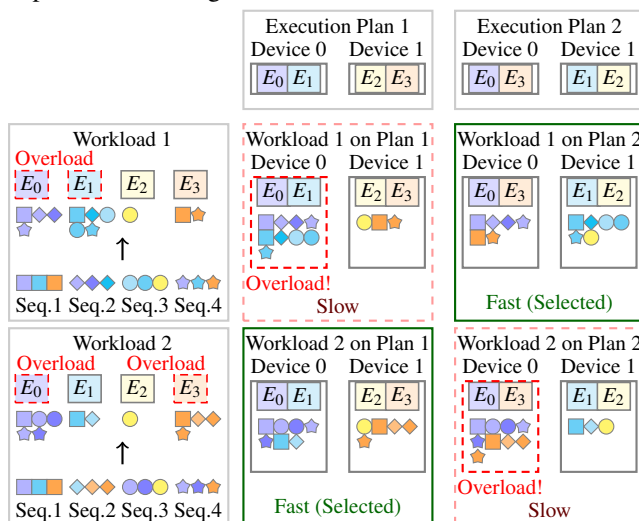 Execution Plan 1
Device 0 Device 1
E0 E1 E2 E3
Execution Plan 2
Device 0 Device 1
E0 E3 E1 E2
Workload 1
Overload
E0 E1 E2 E3
Seq.1 Seq.2 Seq.3 Seq.4
Workload 1 on Plan 1
Device 0 Device 1
E0 E1 E2 E3
Overload!
Slow
Workload 1 on Plan 2
Device 0 Device 1
E0 E3 E1 E2
Fast (Selected)
Workload 2
Overload Overload
E0 E1 E2 E3
Seq.1 Seq.2 Seq.3 Seq.4
Workload 2 on Plan 1
Device 0 Device 1
E0 E1 E2 E3
Fast (Selected)
Workload 2 on Plan 2
Device 0 Device 1
E0 E3 E1 E2
Overload!
Slow